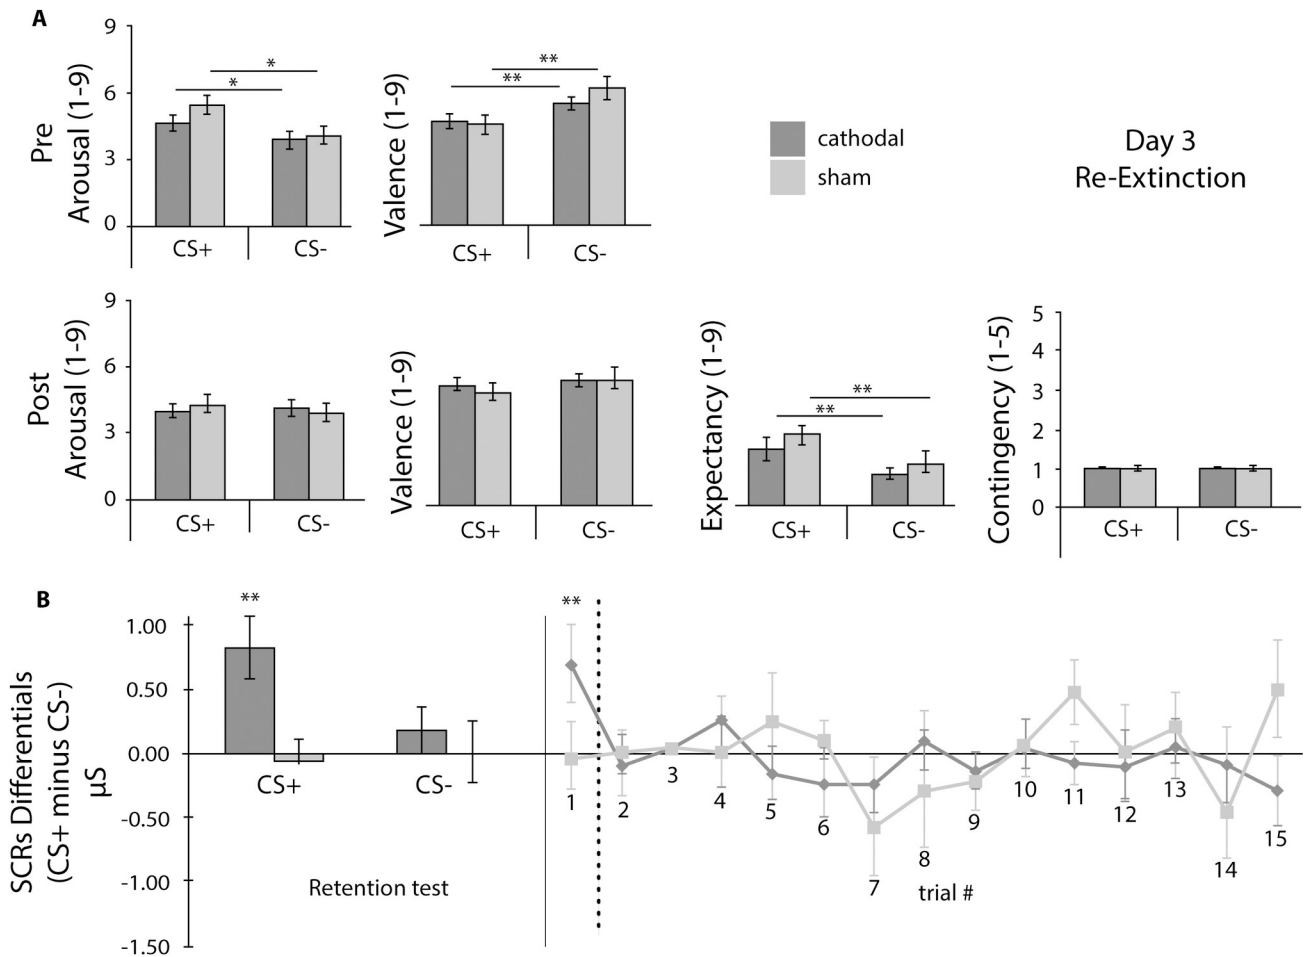 A
Pre
Arousal (1-9)
9
6
3
0
*
*
CS+
CS-
Valence (1-9)
**
**
CS+
CS-
cathodal
sham
Day 3
Re-Extinction
Post
Arousal (1-9)
9
6
3
0
CS+
CS-
Valence (1-9)
CS+
CS-
Expectancy (1-9)
**
**
CS+
CS-
Contingency (1-5)
5
4
3
2
1
0
CS+
CS-
B
SCRs Differentials
(CS+ minus CS-)
µS
1.00
0.50
0.00
-0.50
-1.00
-1.50
**
CS+
CS-
Retention test
**
1
2
3
4
5
6
7
8
9
10
11
12
13
14
15
trial #